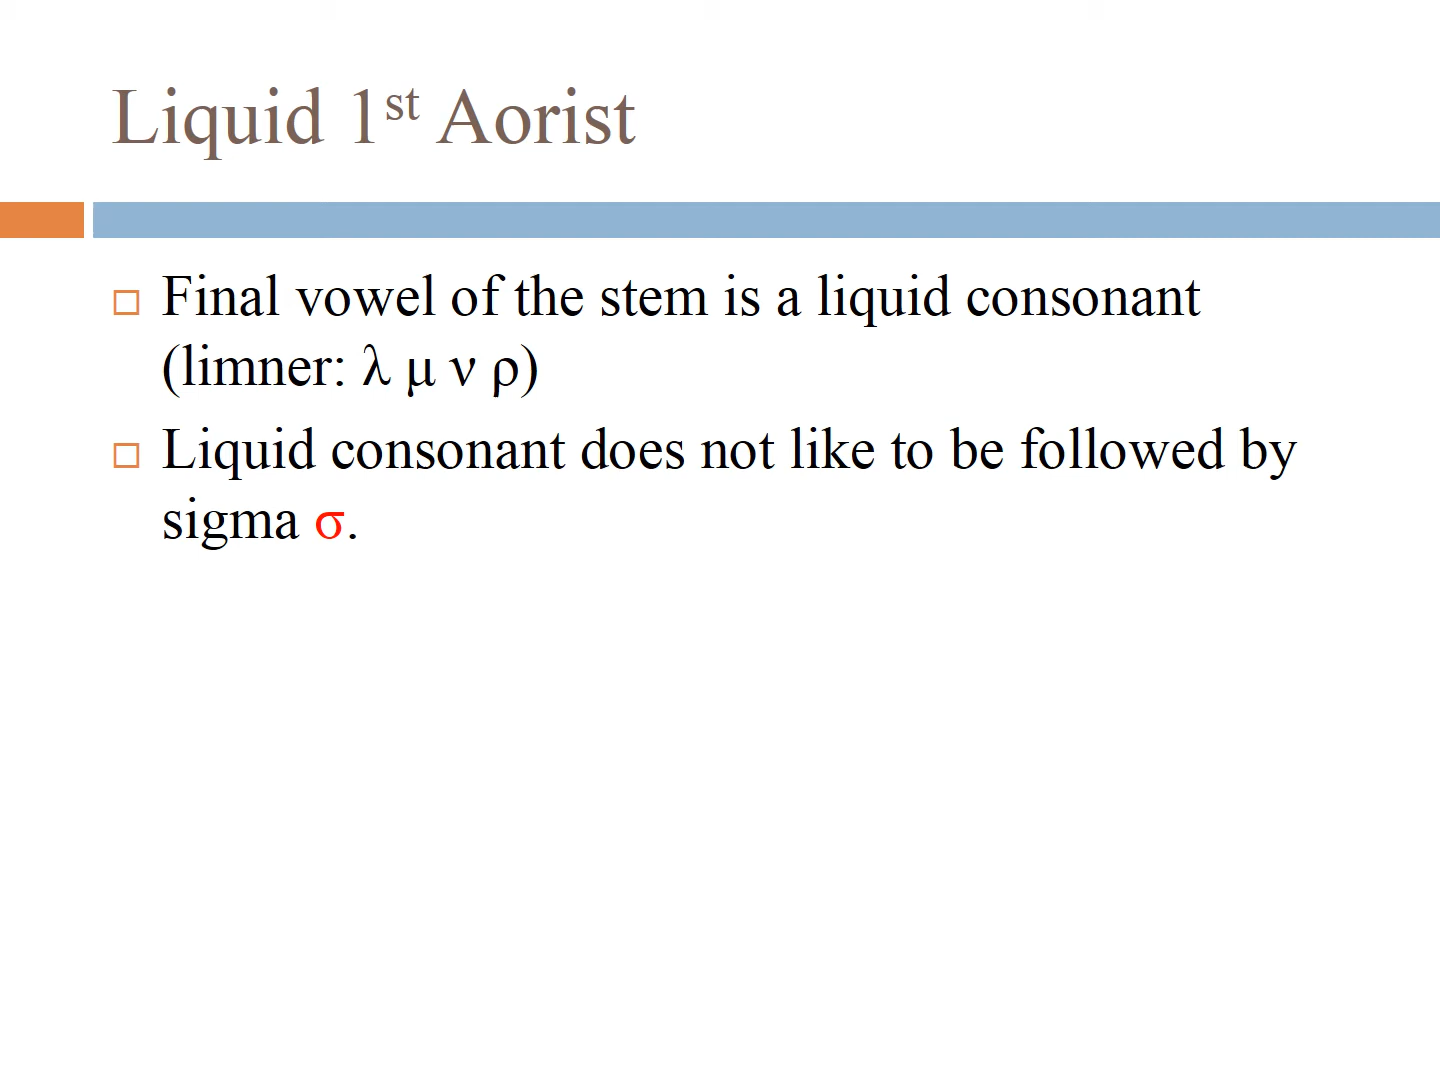 Liquid 1st Aorist
Final vowel of the stem is a liquid consonant
(limner: λ μ ν ρ)
Liquid consonant does not like to be followed by
sigma σ.